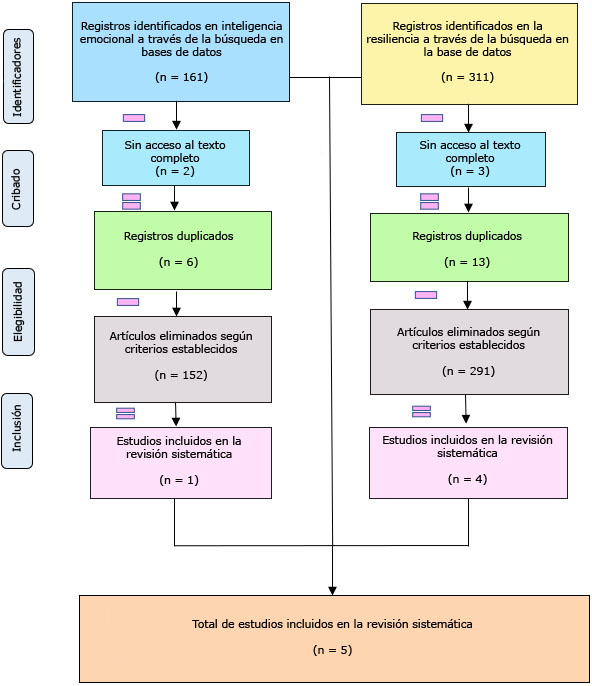 Identificadores
Registros identificados en inteligencia
emocional a través de la búsqueda en
bases de datos
(n = 161)
Registros identificados en la
resiliencia a través de la búsqueda en
la base de datos
(n = 311)
Cribado
Sin acceso al texto
completo
(n = 2)
Sin acceso al texto
completo
(n = 3)
Registros duplicados
(n = 6)
Registros duplicados
(n = 13)
Elegibilidad
Artículos eliminados según
criterios establecidos
(n = 152)
Artículos eliminados según
criterios establecidos
(n = 291)
Inclusión
Estudios incluidos en la
revisión sistemática
(n = 1)
Estudios incluidos en la revisión
sistemática
(n = 4)
Total de estudios incluidos en la revisión sistemática
(n = 5)